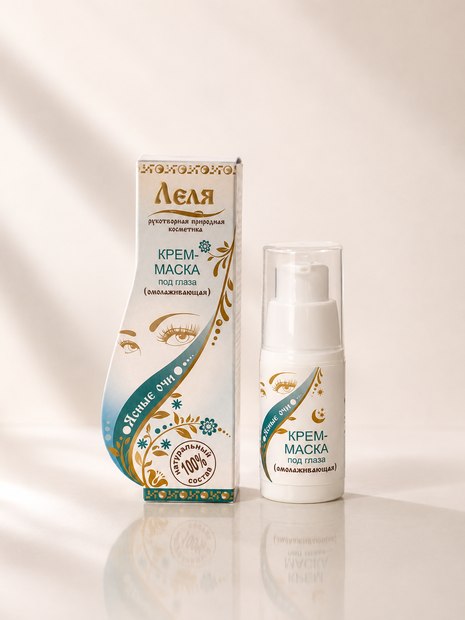 Леля
рукотворная природная
косметика
КРЕМ-
МАСКА
под глаза
(омолаживающая)
Ясные очи
натуральный
100%
состав
Ясные очи
КРЕМ-
МАСКА
под глаза
(омолаживающая)